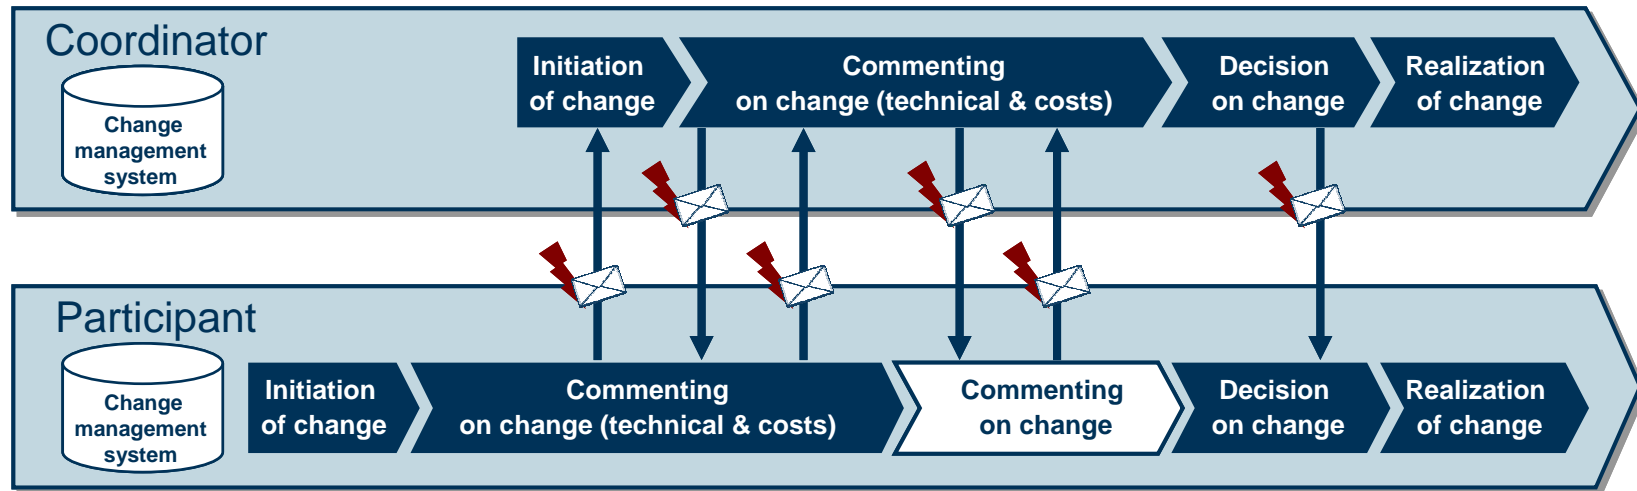 Coordinator
Change
management
system
Initiation
of change
Commenting
on change (technical & costs)
Decision
on change
Realization
of change
Participant
Change
management
system
Initiation
of change
Commenting
on change (technical & costs)
Commenting
on change
Decision
on change
Realization
of change